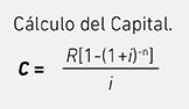 Cálculo del Capital.
C = R[1-(1+i)⁻ⁿ]
i